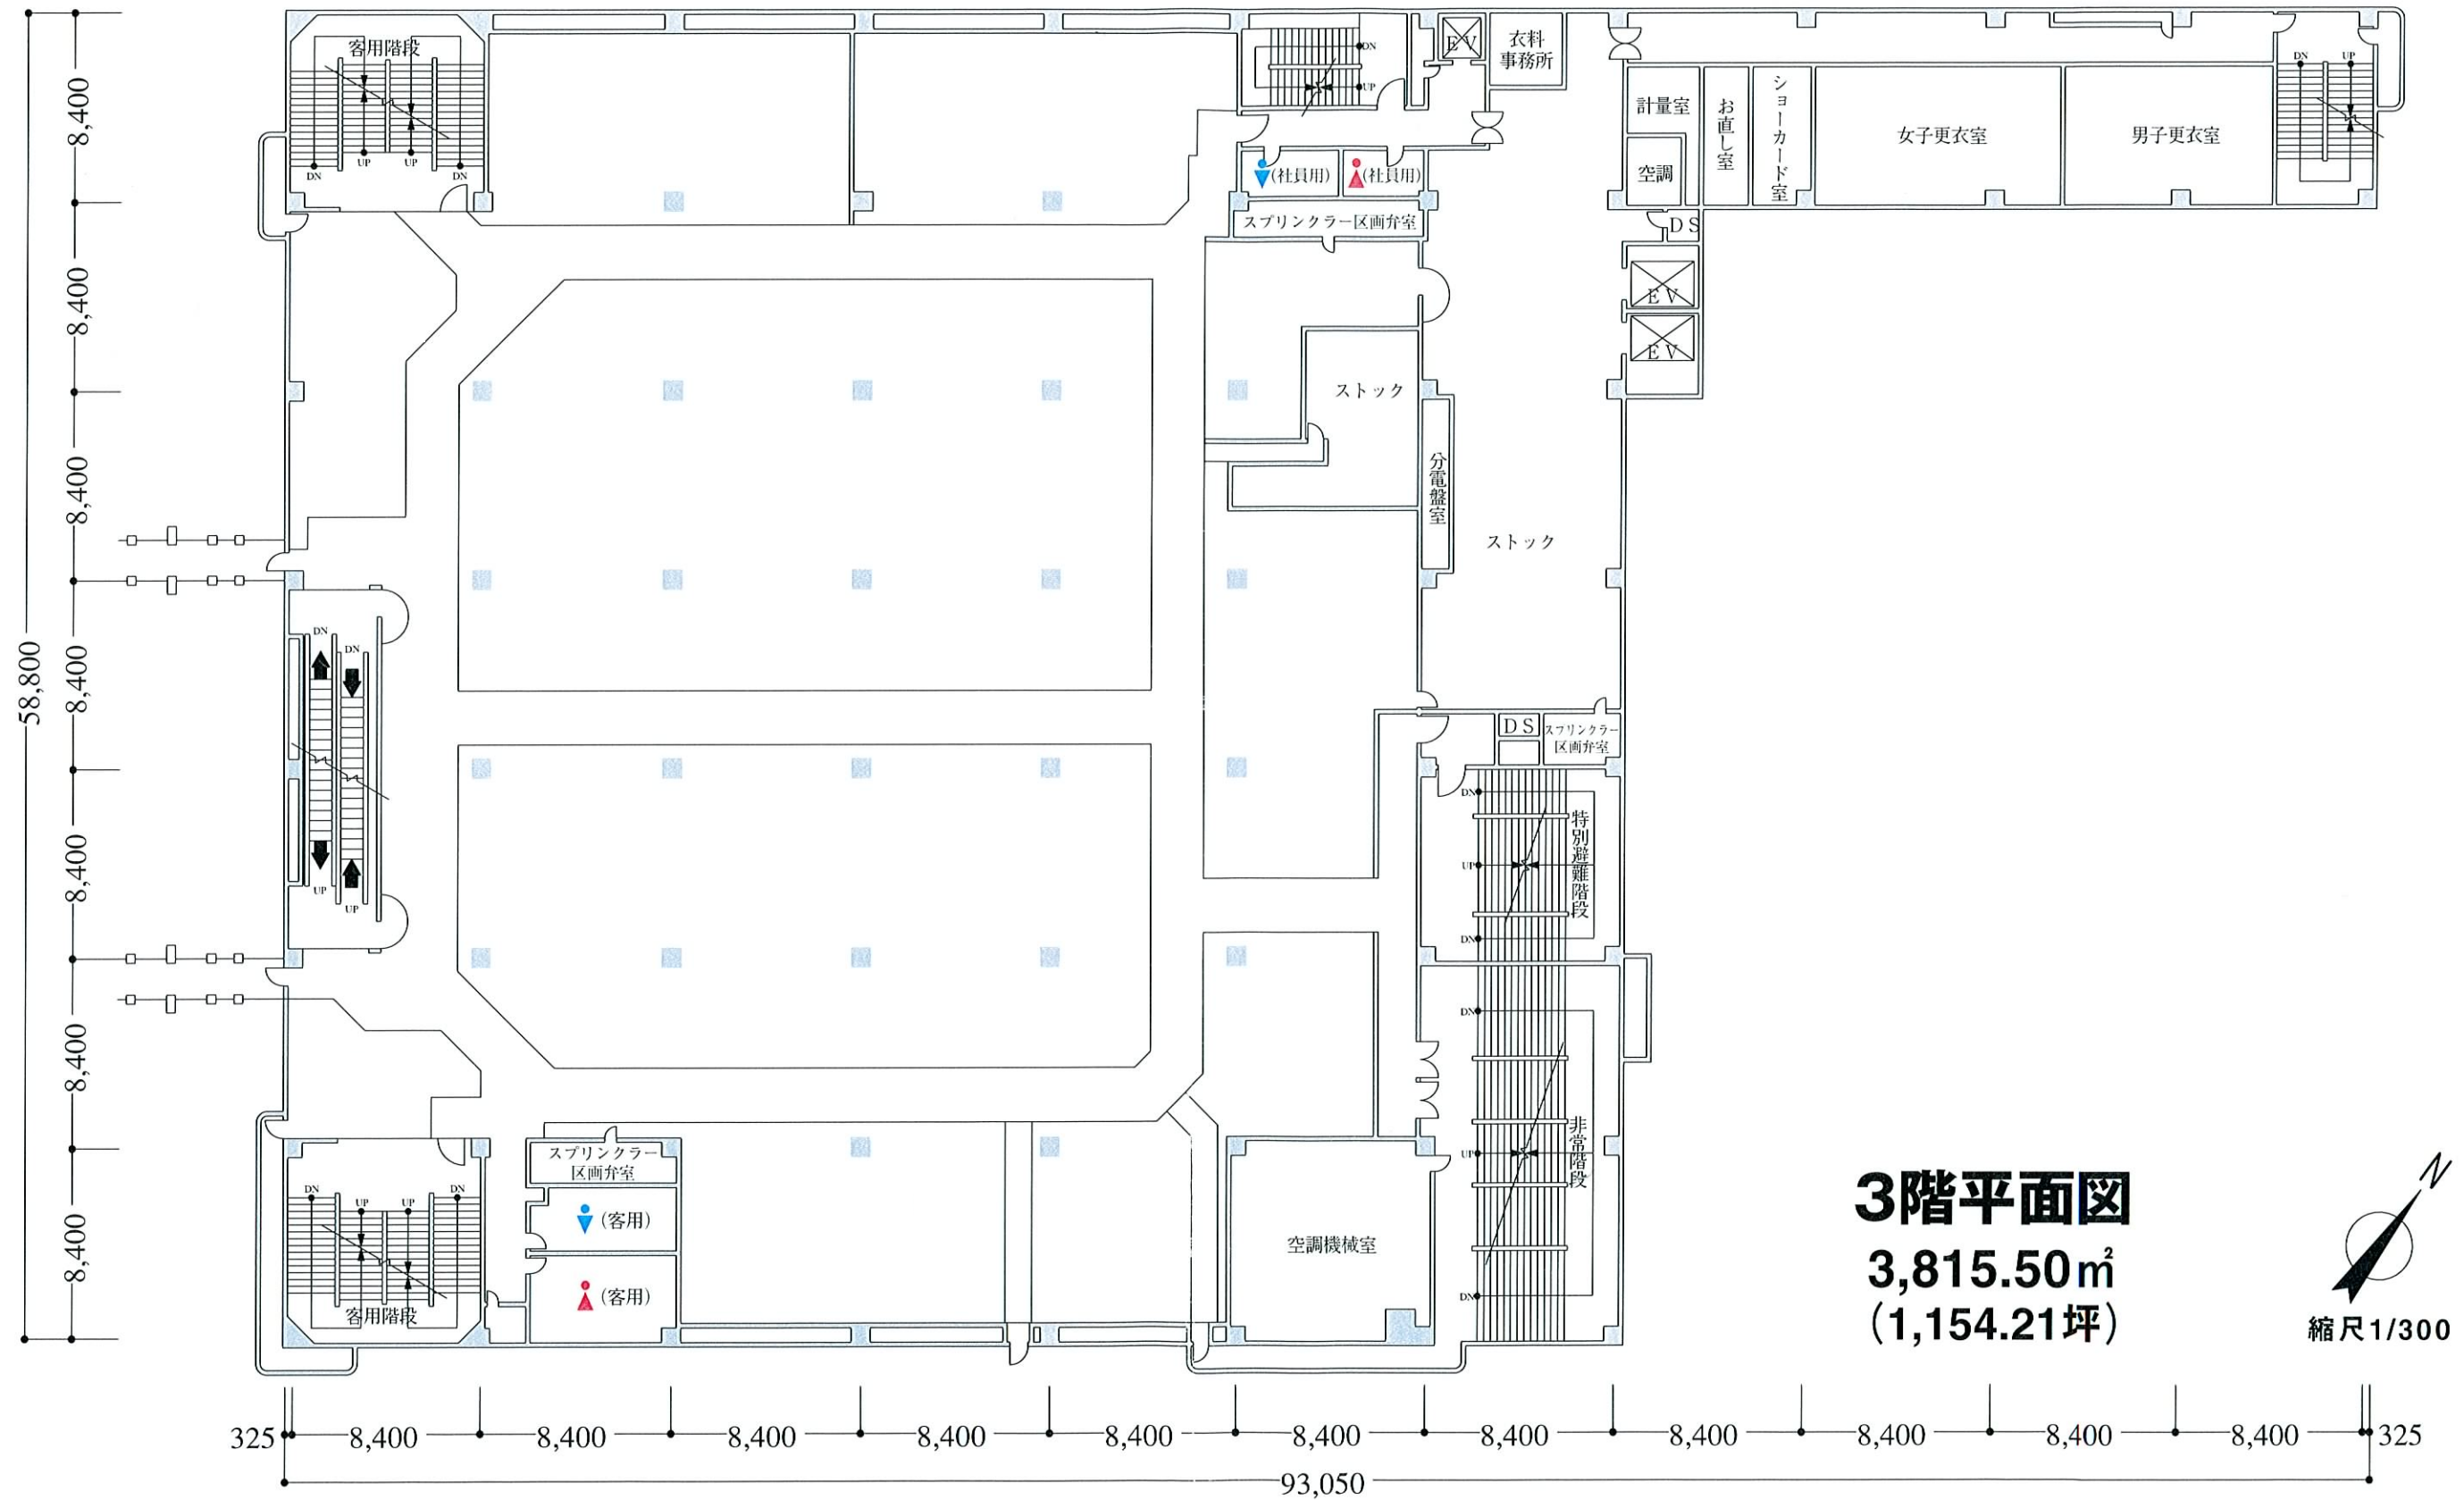 客用階段
DN
UP
UP
DN
DN
UP
EV
衣料
事務所
(社員用)
(社員用)
スプリンクラー区画弁室
計量室
空調
お直し室
ショーカード室
女子更衣室
男子更衣室
DN
UP
DS
EV
EV
ストック
分電盤室
ストック
DN
DN
UP
UP
DS
スプリンクラー
区画弁室
DN
UP
DN
特別避難階段
DN
UP
DN
非常階段
スプリンクラー
区画弁室
(客用)
(客用)
空調機械室
DN
UP
UP
DN
客用階段
58,800
8,400
8,400
8,400
8,400
8,400
8,400
8,400
325
8,400
8,400
8,400
8,400
8,400
8,400
8,400
8,400
8,400
8,400
8,400
325
93,050
3階平面図
3,815.50㎡
(1,154.21坪)
N
縮尺1/300